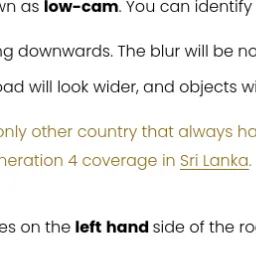 wn as low-cam. You can identify
ng downwards. The blur will be no
oad will look wider, and objects wi
only other country that always ha
neration 4 coverage in Sri Lanka.
es on the left hand side of the ro